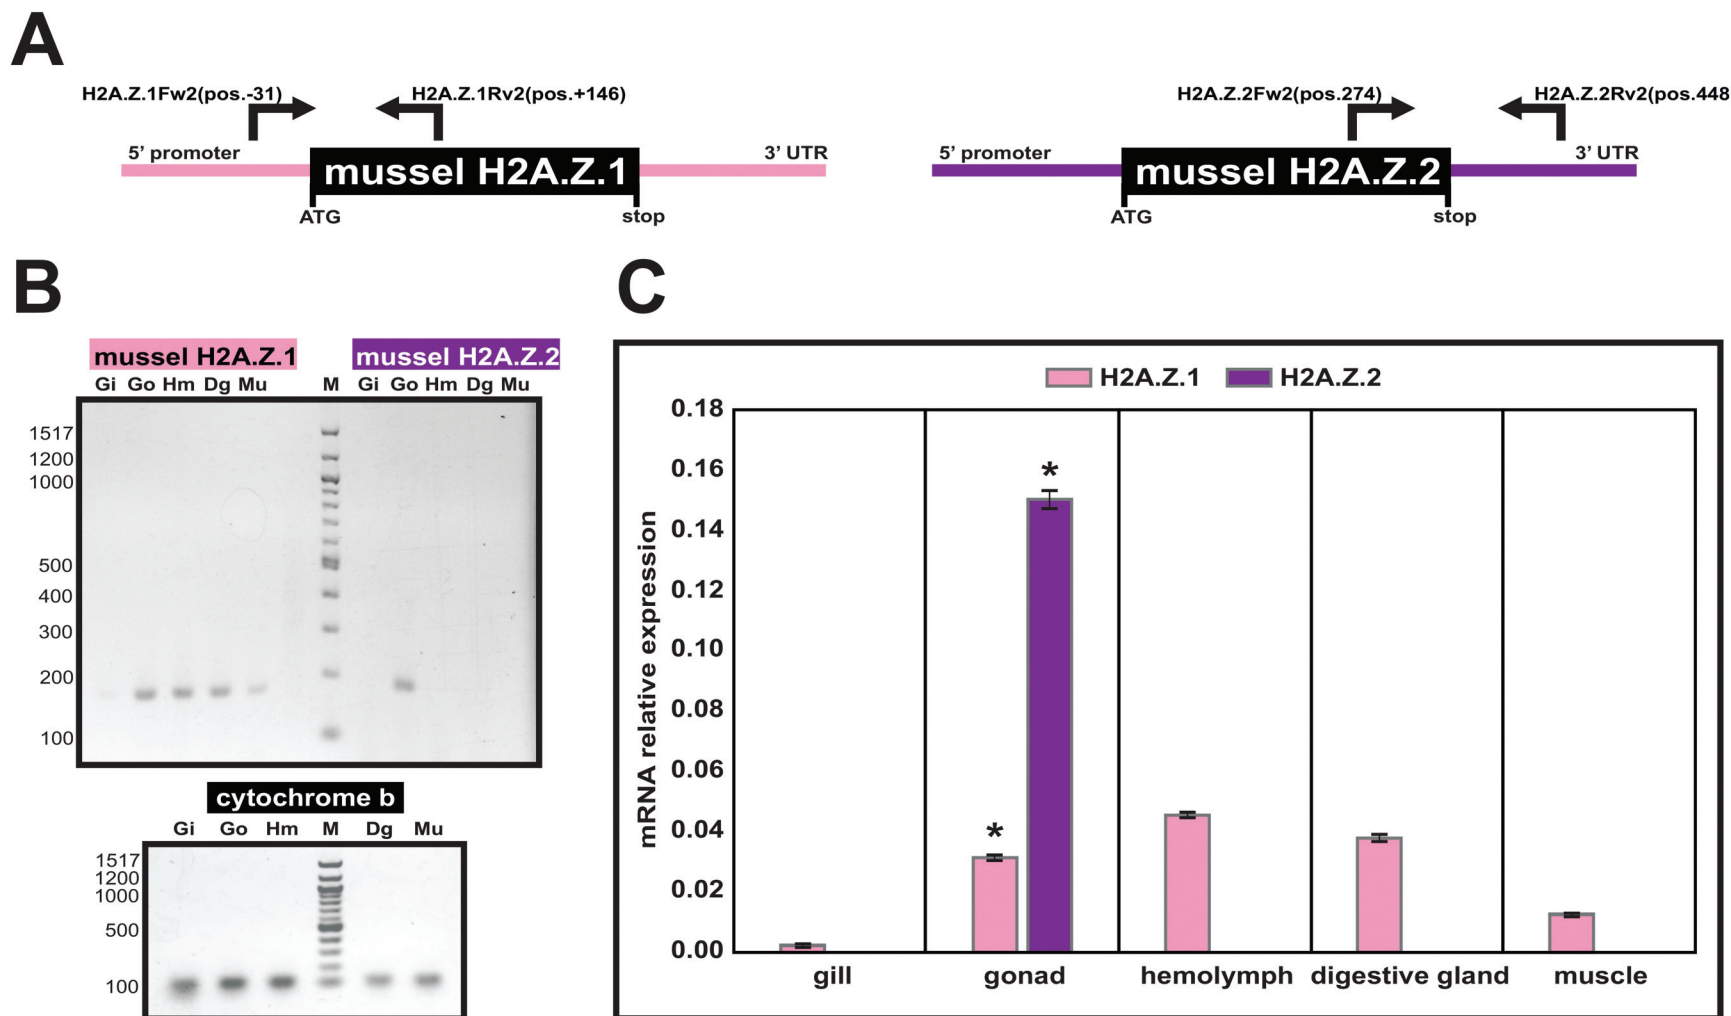 A
H2A.Z.1Fw2(pos.-31)
H2A.Z.1Rv2(pos.+146)
5' promoter
mussel H2A.Z.1
3' UTR
ATG
stop
H2A.Z.2Fw2(pos.274)
H2A.Z.2Rv2(pos.448
5' promoter
mussel H2A.Z.2
3' UTR
ATG
stop
B
mussel H2A.Z.1
mussel H2A.Z.2
Gi Go Hm Dg Mu M Gi Go Hm Dg Mu
1517
1200
1000
500
400
300
200
100
cytochrome b
Gi Go Hm M Dg Mu
1517
1200
1000
500
100
C
H2A.Z.1
H2A.Z.2
mRNA relative expression
0.18
0.16
0.14
0.12
0.10
0.08
0.06
0.04
0.02
0.00
*
*
gill gonad hemolymph digestive gland muscle